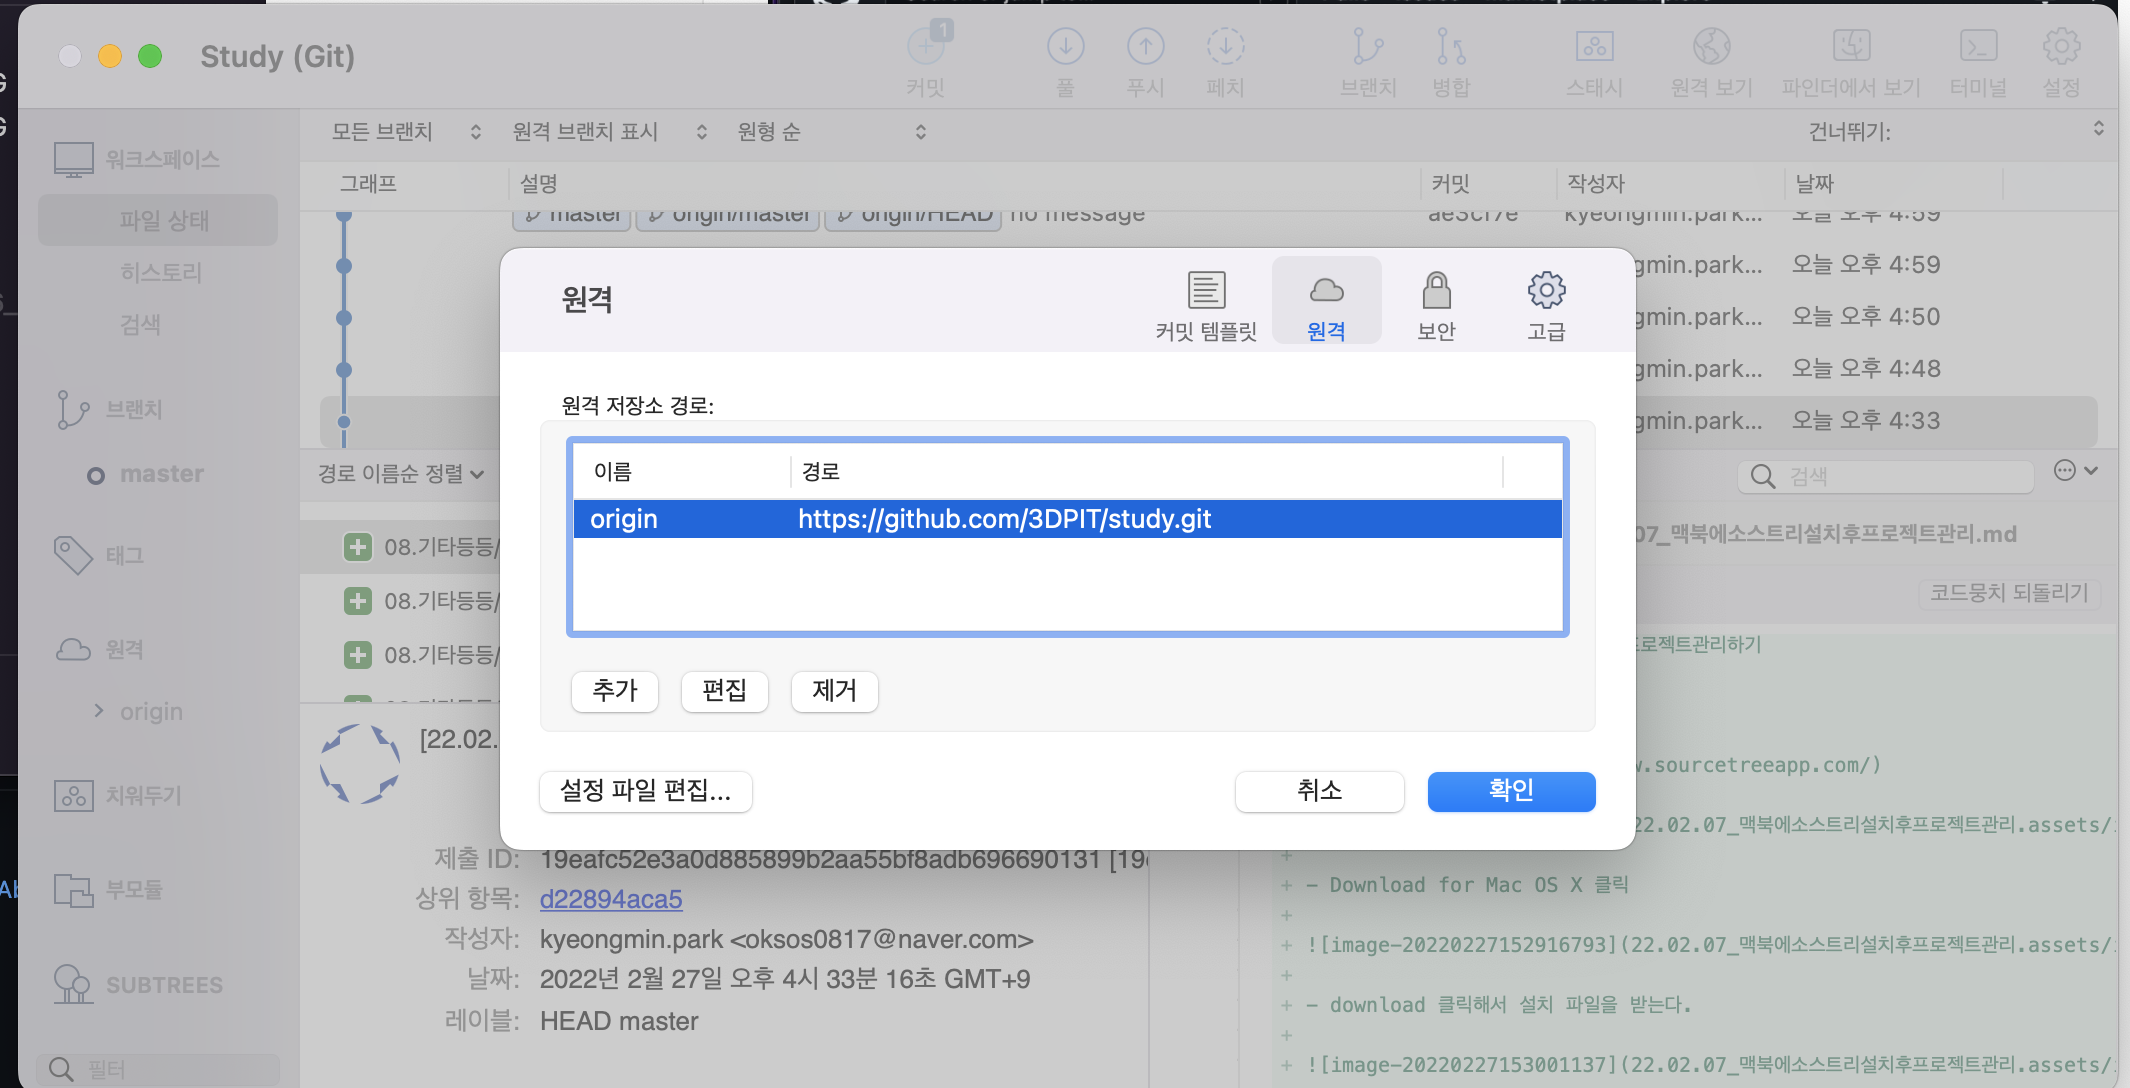 Study (Git)
1
커밋 풀 푸시 페치 브랜치 병합 스태시 원격 보기 파인더에서 보기 터미널 설정
모든 브랜치 원격 브랜치 표시 원형 순 건너뛰기:
그래프 설명 커밋 작성자 날짜
master origin/master origin/HEAD no message ae3cf7e kyeongmin.park... 오늘 오후 4:59
gmin.park... 오늘 오후 4:59
gmin.park... 오늘 오후 4:50
gmin.park... 오늘 오후 4:48
gmin.park... 오늘 오후 4:33
워크스페이스
파일 상태
히스토리
검색
브랜치
master
태그
원격
origin
치워두기
부모듈
SUBTREES
필터
원격
커밋 템플릿 원격 보안 고급
원격 저장소 경로:
이름 경로
origin https://github.com/3DPIT/study.git
추가 편집 제거
설정 파일 편집... 취소 확인
경로 이름순 정렬
검색
08.기타등등/
08.기타등등/
08.기타등등/
07_맥북에소스트리설치후프로젝트관리.md
코드뭉치 되돌리기
[22.02.
제출 ID: 19eafc52e3a0d885899b2aa55bf8adb696690131 [19
상위 항목: d22894aca5
작성자: kyeongmin.park <oksos0817@naver.com>
날짜: 2022년 2월 27일 오후 4시 33분 16초 GMT+9
레이블: HEAD master
로젝트관리하기
w.sourcetreeapp.com/)
22.02.07_맥북에소스트리설치후프로젝트관리.assets/
+
+ - Download for Mac OS X 클릭
+
+ ![image-20220227152916793](22.02.07_맥북에소스트리설치후프로젝트관리.assets/
+
+ - download 클릭해서 설치 파일을 받는다.
+
+ ![image-20220227153001137](22.02.07_맥북에소스트리설치후프로젝트관리.assets/